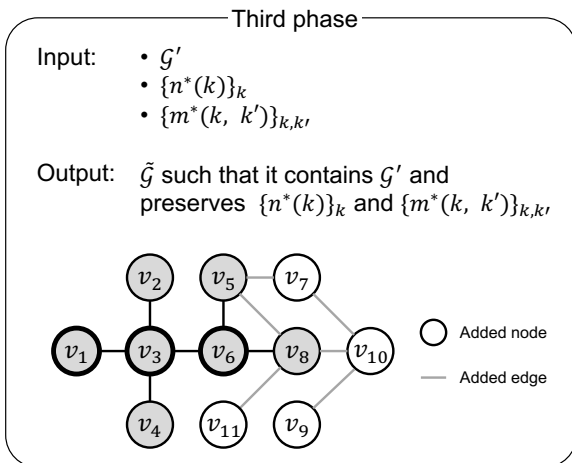 Third phase
Input: • 𝒢′
• {n*(k)}ₖ
• {m*(k, k′)}ₖ,ₖ′
Output: 𝒢̃ such that it contains 𝒢′ and
preserves {n*(k)}ₖ and {m*(k, k′)}ₖ,ₖ′
v₂ v₅ v₇
v₁ v₃ v₆ v₈ v₁₀
v₄ v₁₁ v₉
Added node
Added edge